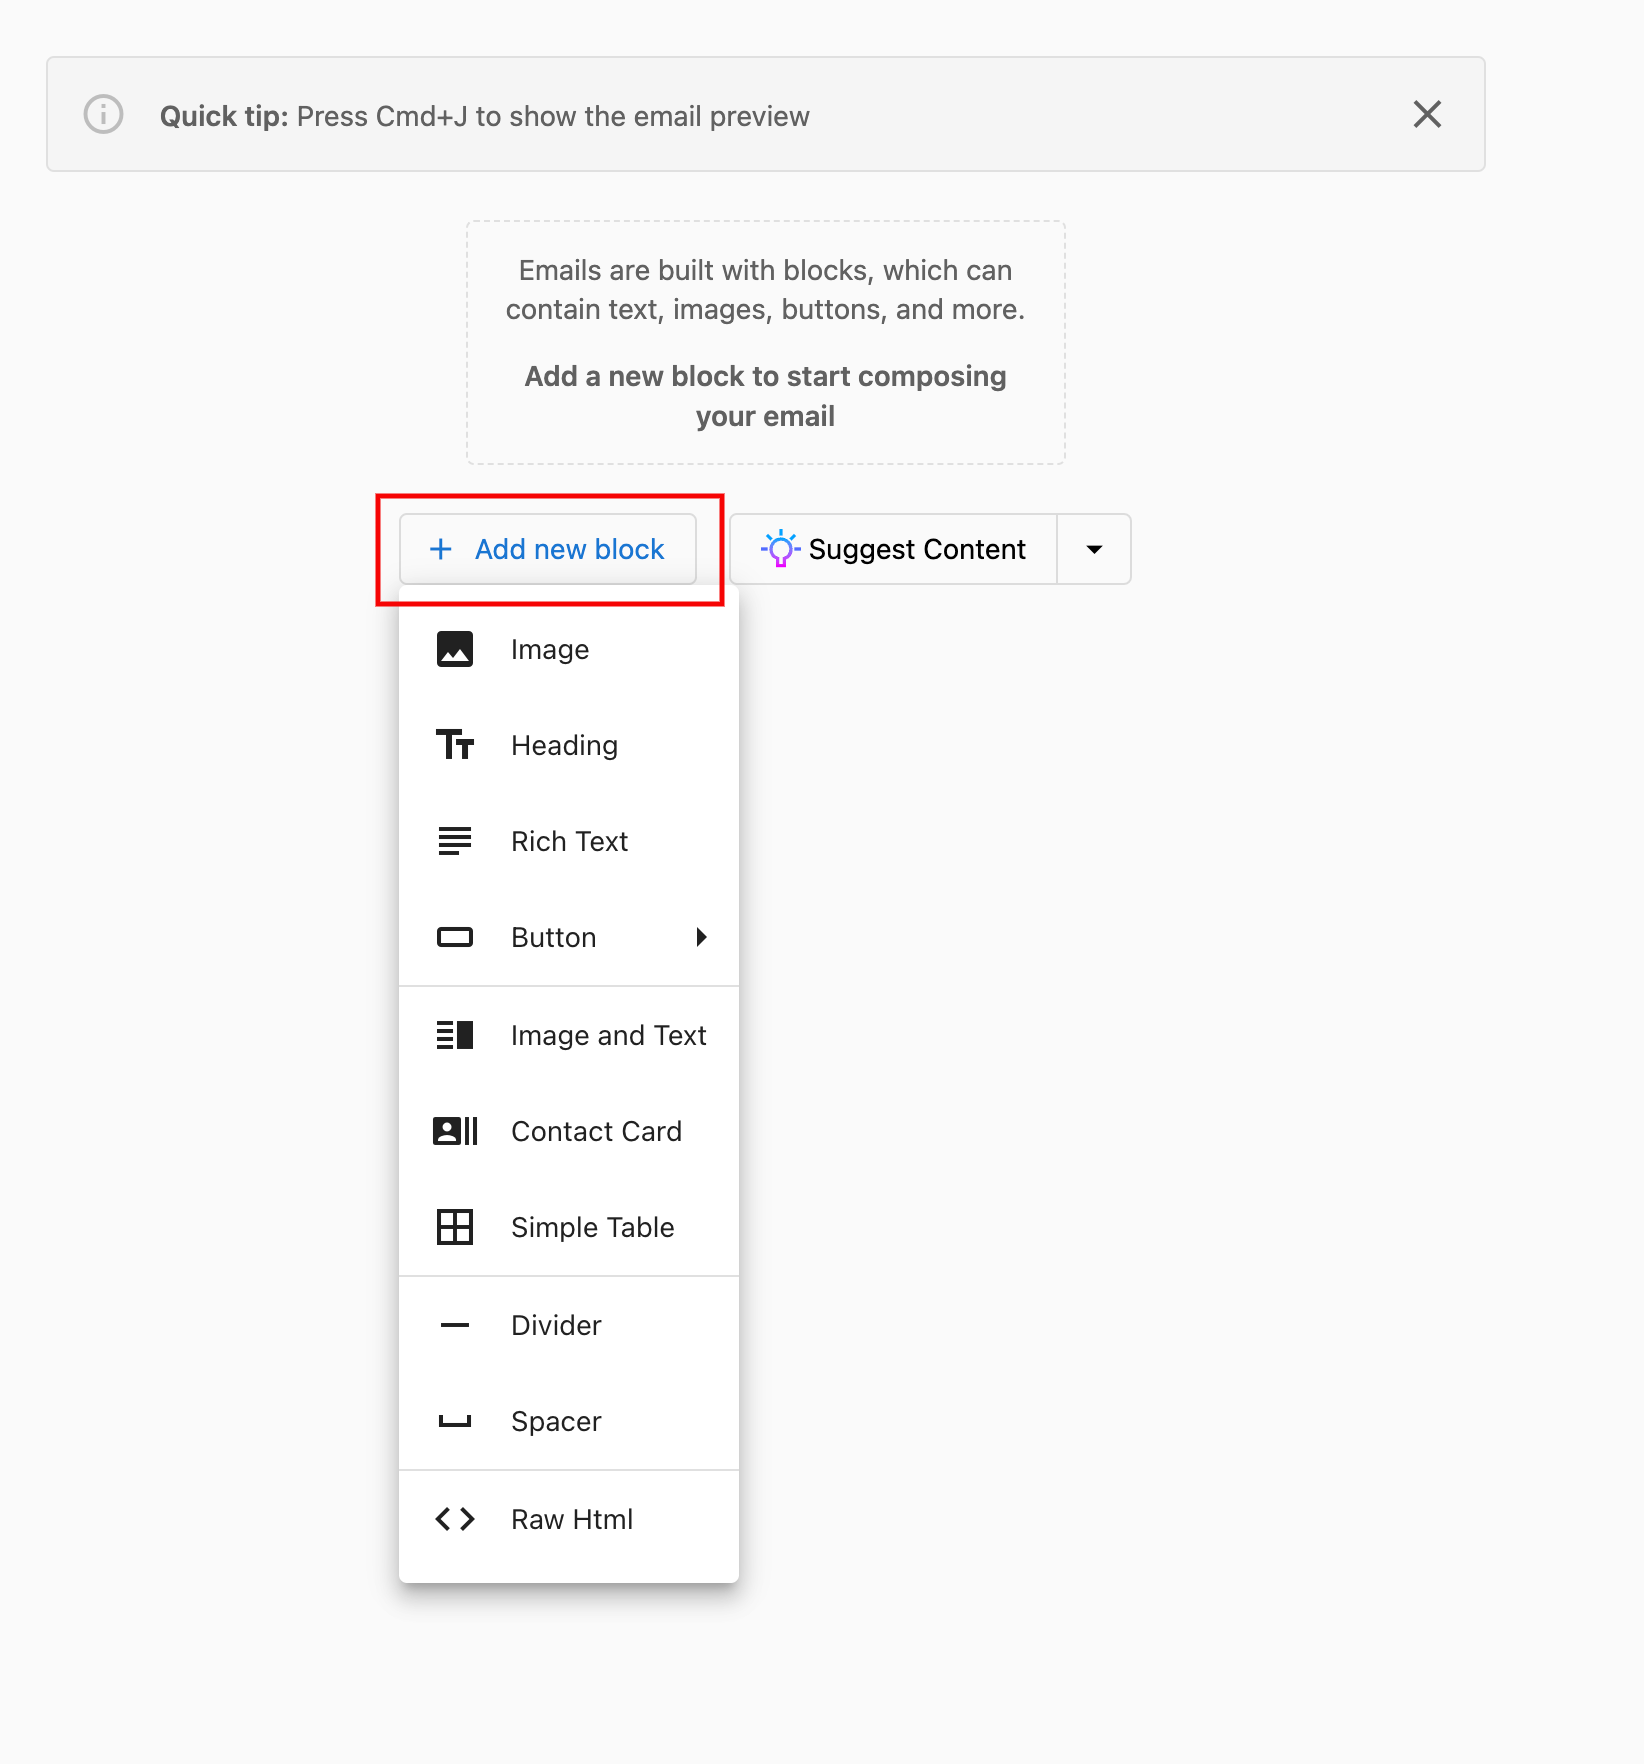 Quick tip: Press Cmd+J to show the email preview
Emails are built with blocks, which can
contain text, images, buttons, and more.
Add a new block to start composing
your email
Add new block
Suggest Content
Image
Heading
Rich Text
Button
Image and Text
Contact Card
Simple Table
Divider
Spacer
Raw Html